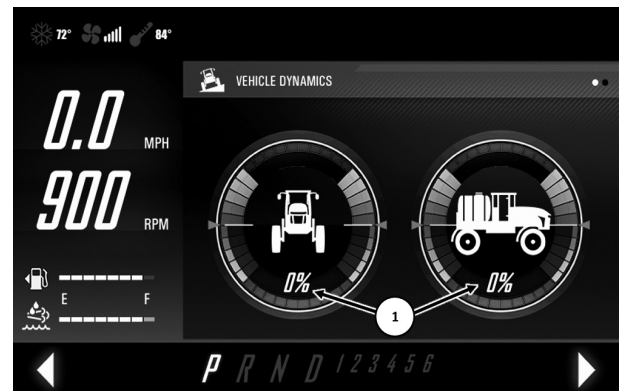 72° 84°
VEHICLE DYNAMICS
0.0 MPH
900 RPM
E F
0% 0%
1
P R N D 1 2 3 4 5 6